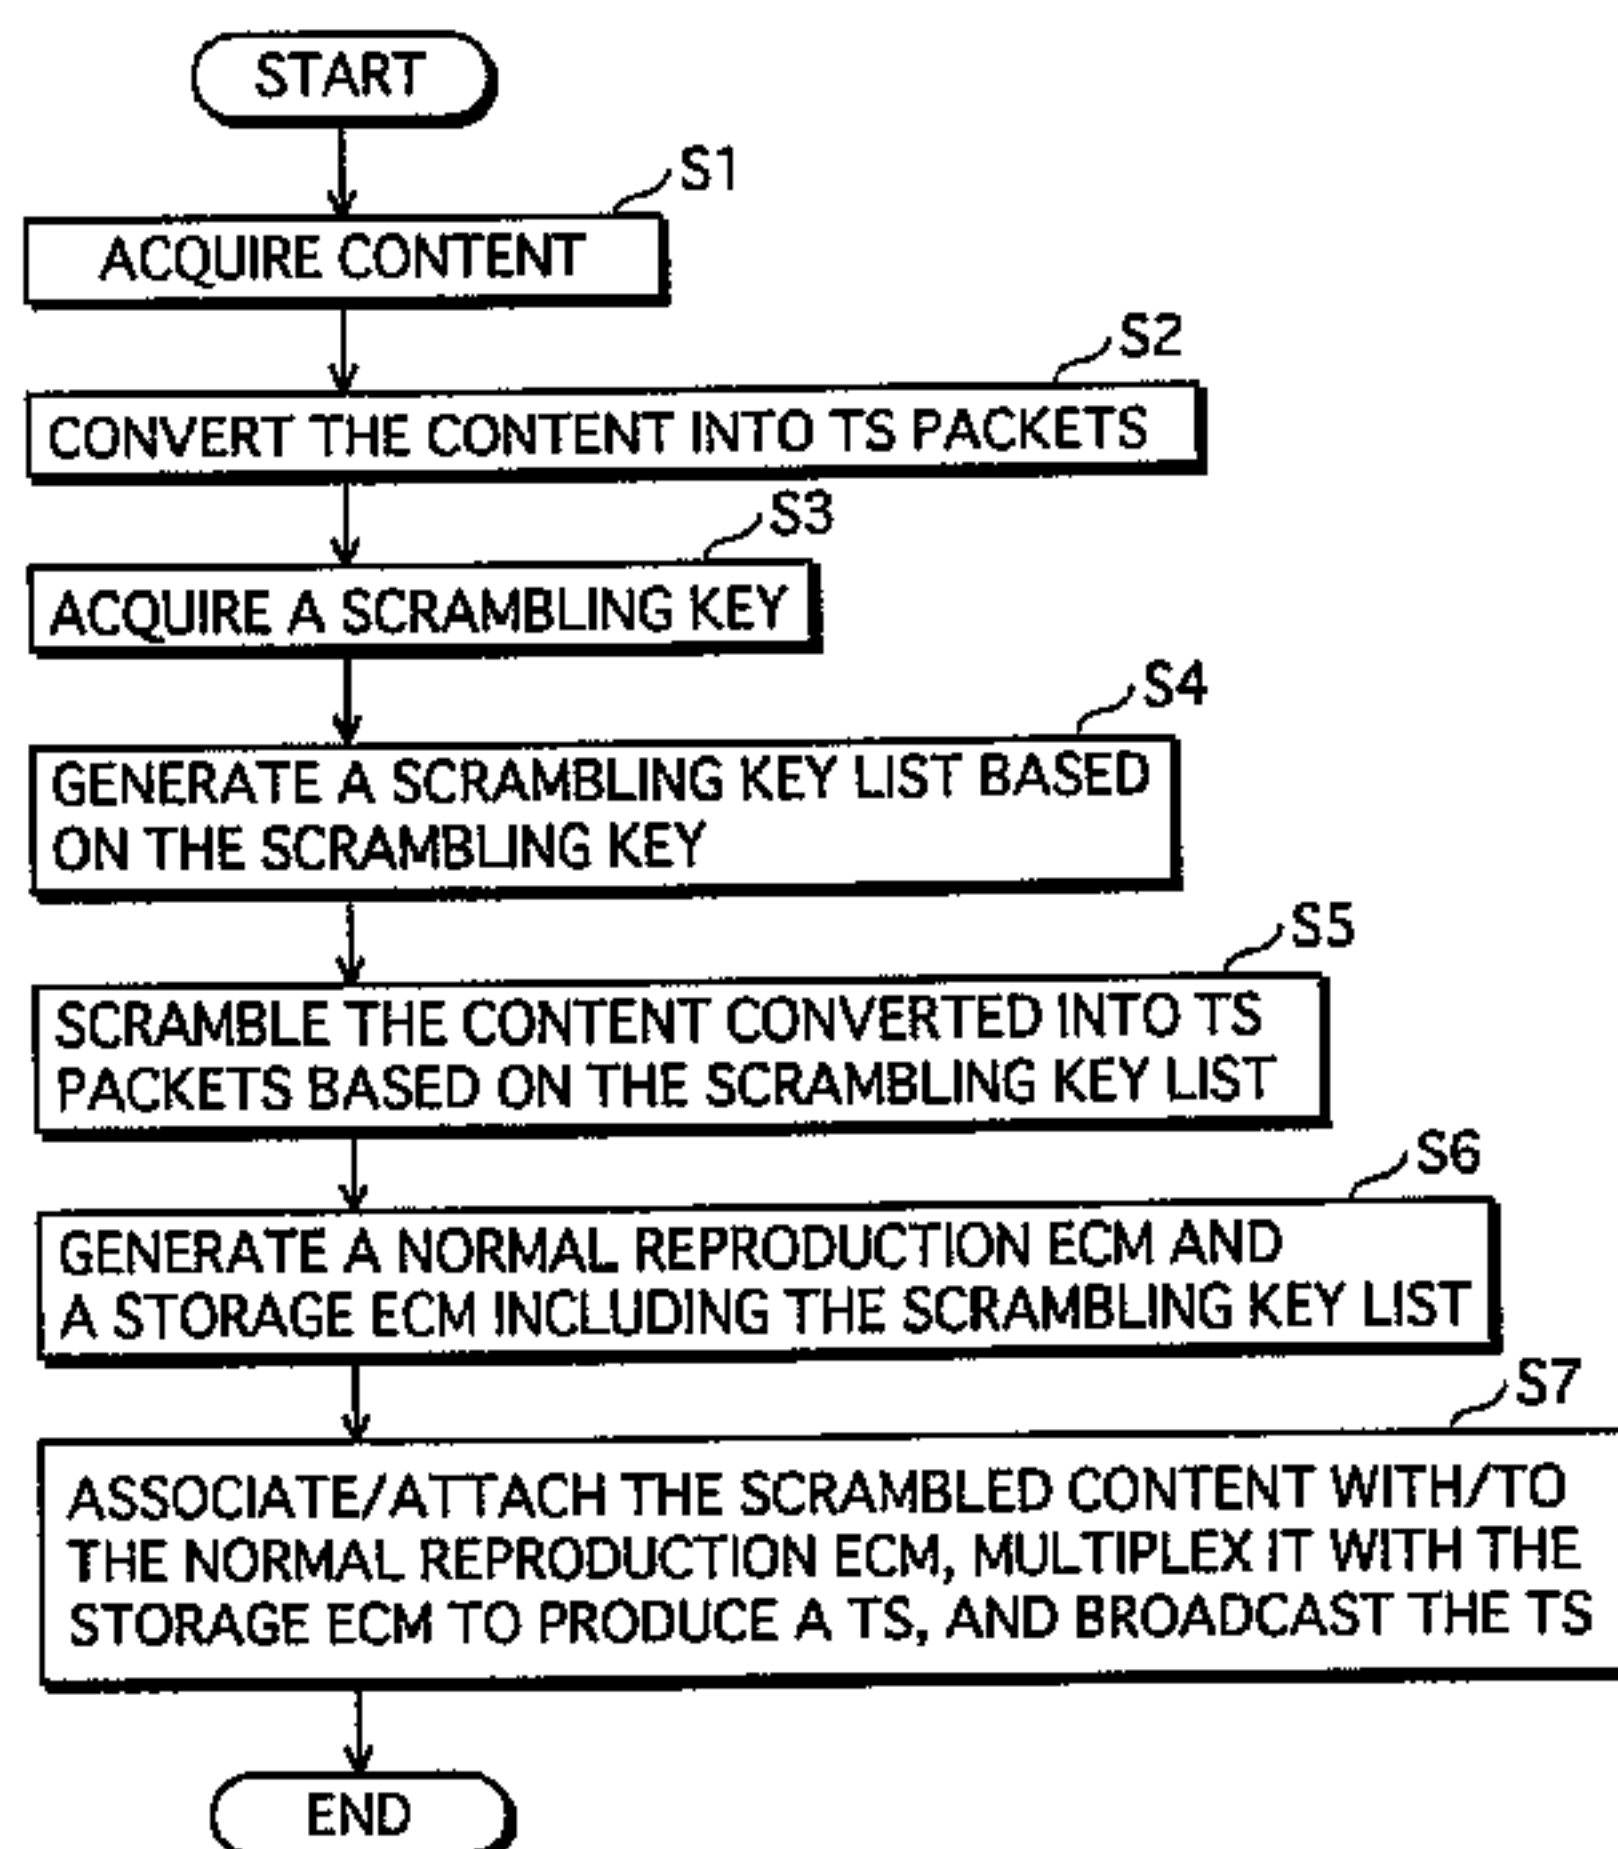 START
S1
ACQUIRE CONTENT
S2
CONVERT THE CONTENT INTO TS PACKETS
S3
ACQUIRE A SCRAMBLING KEY
S4
GENERATE A SCRAMBLING KEY LIST BASED
ON THE SCRAMBLING KEY
S5
SCRAMBLE THE CONTENT CONVERTED INTO TS
PACKETS BASED ON THE SCRAMBLING KEY LIST
S6
GENERATE A NORMAL REPRODUCTION ECM AND
A STORAGE ECM INCLUDING THE SCRAMBLING KEY LIST
S7
ASSOCIATE/ATTACH THE SCRAMBLED CONTENT WITH/TO
THE NORMAL REPRODUCTION ECM, MULTIPLEX IT WITH THE
STORAGE ECM TO PRODUCE A TS, AND BROADCAST THE TS
END